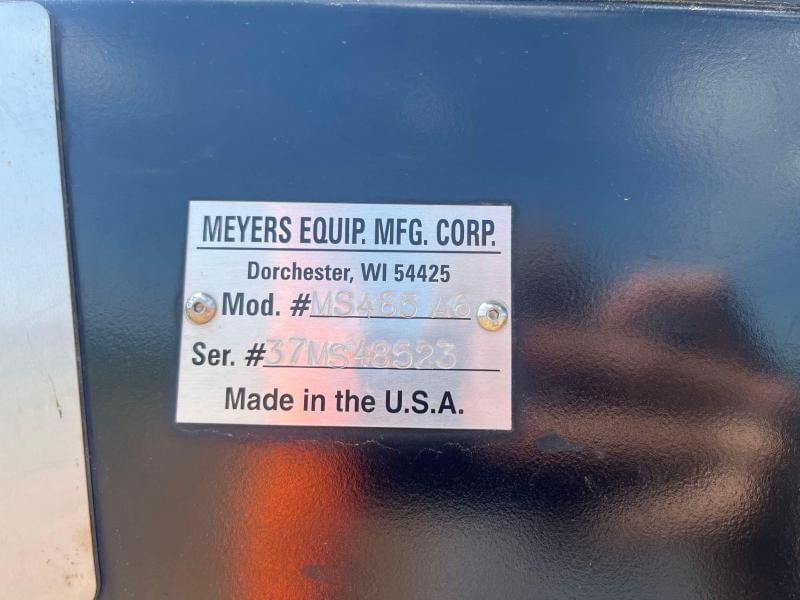 MEYERS EQUIP. MFG. CORP.
Dorchester, WI 54425
Mod. #MS485 A6
Ser. #37MS48523
Made in the U.S.A.